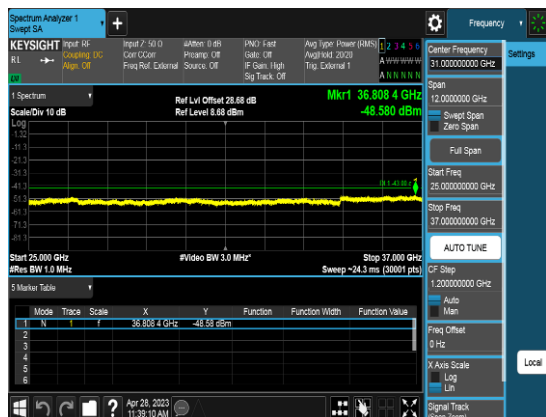 Spectrum Analyzer 1
Swept SA
+
Frequency
KEYSIGHT
RL
Input: RF
Coupling: DC
Align: Off
Input Z: 50 Ω
Corr CCorr
Freq Ref: External
#Atten: 0 dB
Preamp: Off
Source: Off
PNO: Fast
Gate: Off
IF Gain: High
Sig Track: Off
Avg Type: Power (RMS)
Avg|Hold: 20/20
Trig: External 1
1 2 3 4 5 6
A W W W W W
A N N N N N
1 Spectrum
Scale/Div 10 dB
Ref Lvl Offset 28.68 dB
Ref Level 8.68 dBm
Mkr1 36.808 4 GHz
-48.580 dBm
Log
-1.32
-11.3
-21.3
-31.3
-41.3
-51.3
-61.3
-71.3
-81.3
Start 25.000 GHz
#Res BW 1.0 MHz
#Video BW 3.0 MHz*
Stop 37.000 GHz
Sweep ~24.3 ms (30001 pts)
5 Marker Table
Mode Trace Scale X Y Function Function Width Function Value
1 N 1 f 36.808 4 GHz -48.58 dBm
2
3
4
5
6
Apr 28, 2023
11:39:10 AM
Center Frequency
31.000000000 GHz
Settings
Span
12.0000000 GHz
Swept Span
Zero Span
Full Span
Start Freq
25.000000000 GHz
Stop Freq
37.000000000 GHz
AUTO TUNE
CF Step
1.200000000 GHz
Auto
Man
Freq Offset
0 Hz
X Axis Scale
Log
Lin
Local
Signal Track
(Span Zoom)